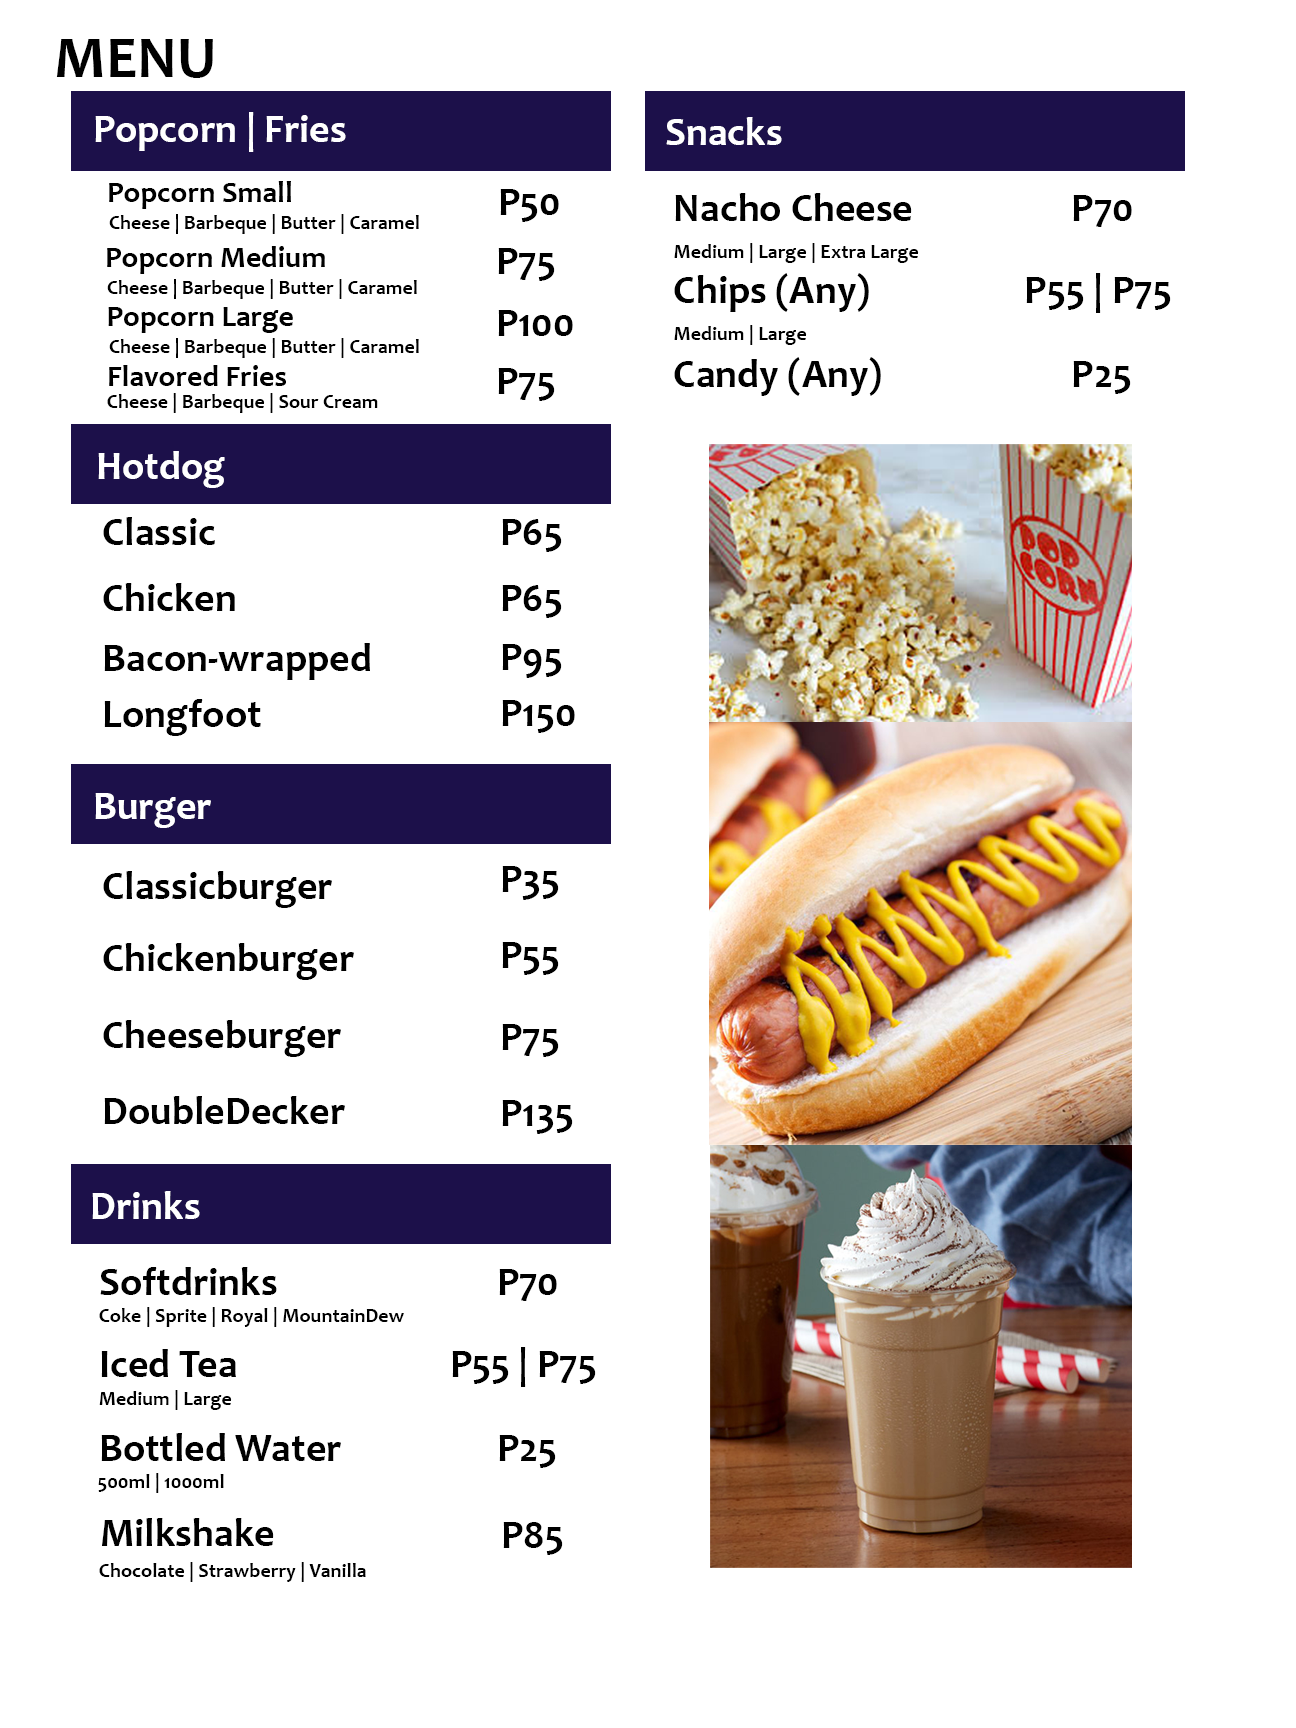 MENU
Popcorn | Fries
Popcorn Small P50
Cheese | Barbeque | Butter | Caramel
Popcorn Medium P75
Cheese | Barbeque | Butter | Caramel
Popcorn Large P100
Cheese | Barbeque | Butter | Caramel
Flavored Fries P75
Cheese | Barbeque | Sour Cream
Hotdog
Classic P65
Chicken P65
Bacon-wrapped P95
Longfoot P150
Burger
Classicburger P35
Chickenburger P55
Cheeseburger P75
DoubleDecker P135
Drinks
Softdrinks P70
Coke | Sprite | Royal | MountainDew
Iced Tea P55 | P75
Medium | Large
Bottled Water P25
500ml | 1000ml
Milkshake P85
Chocolate | Strawberry | Vanilla
Snacks
Nacho Cheese P70
Medium | Large | Extra Large
Chips (Any) P55 | P75
Medium | Large
Candy (Any) P25
POP
CORN